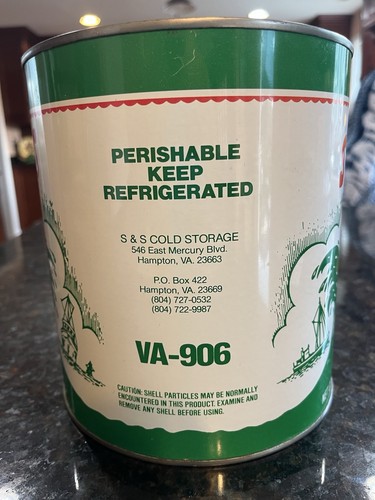 PERISHABLE
KEEP
REFRIGERATED
S & S COLD STORAGE
546 East Mercury Blvd.
Hampton, VA. 23663
P.O. Box 422
Hampton, VA. 23669
(804) 727-0532
(804) 722-9987
VA-906
CAUTION: SHELL PARTICLES MAY BE NORMALLY
ENCOUNTERED IN THIS PRODUCT. EXAMINE AND
REMOVE ANY SHELL BEFORE USING.